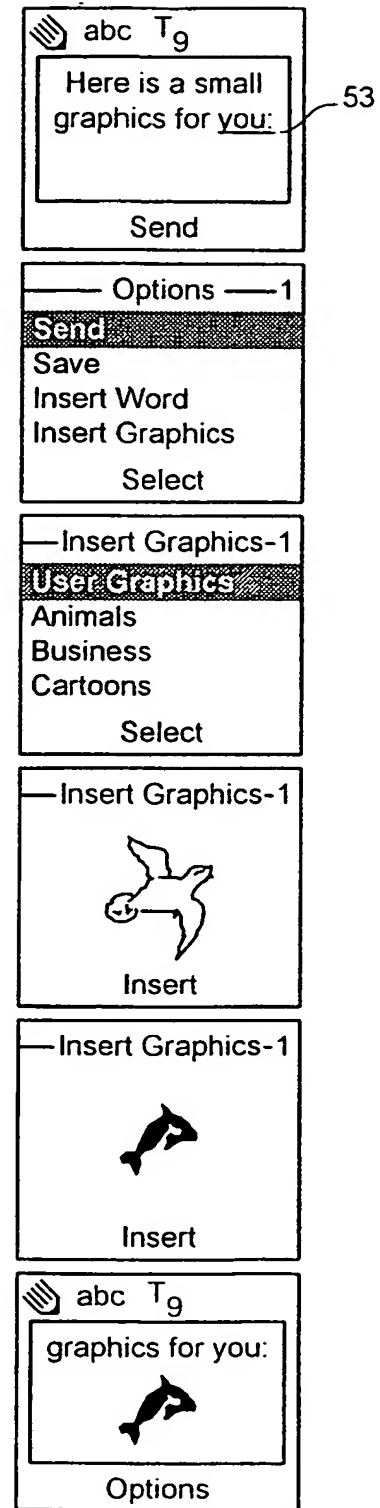 abc T9
Here is a small
graphics for you:
53
Send
Options 1
Send
Save
Insert Word
Insert Graphics
Select
Insert Graphics-1
User Graphics
Animals
Business
Cartoons
Select
Insert Graphics-1
Insert
Insert Graphics-1
Insert
abc T9
graphics for you:
Options